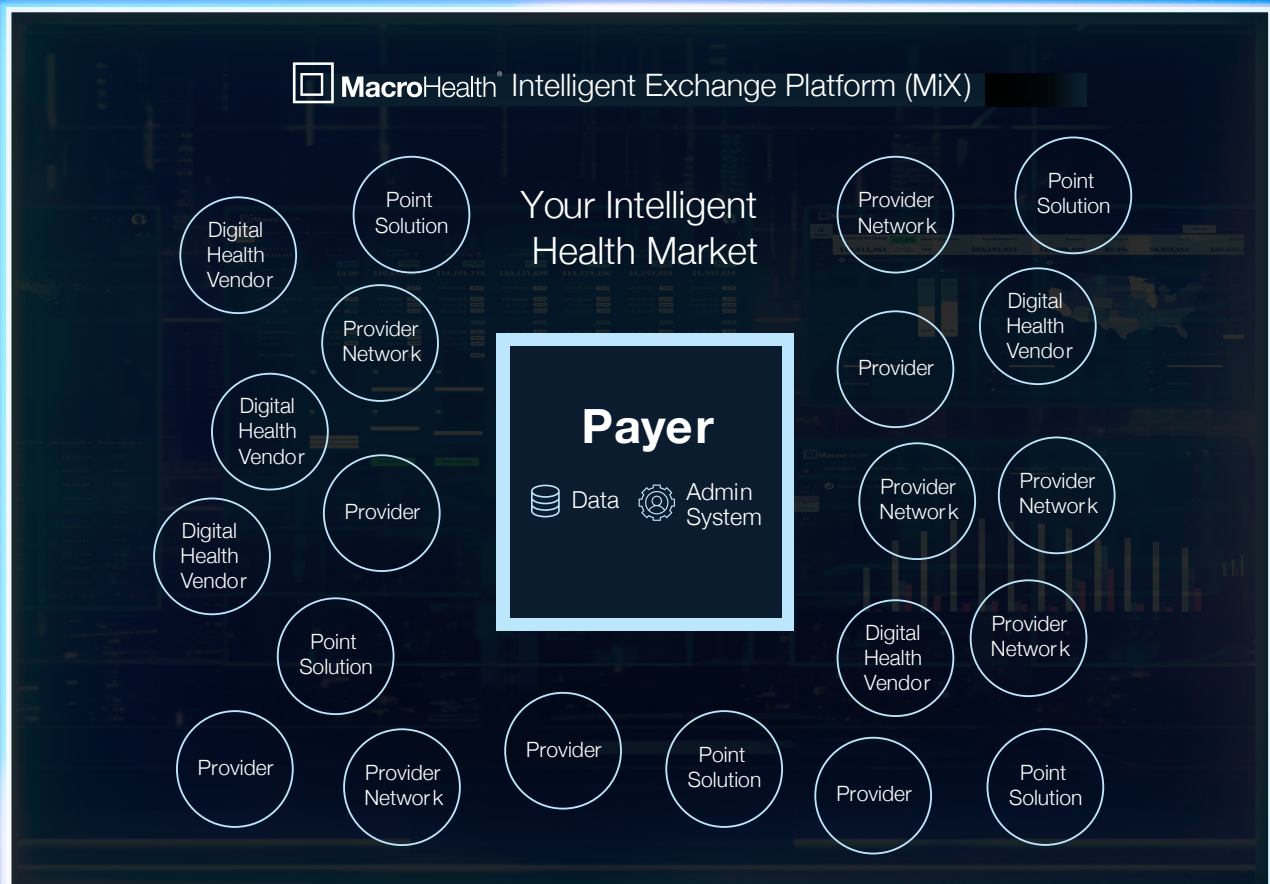 MacroHealth® Intelligent Exchange Platform (MiX)
Your Intelligent
Health Market
Point
Solution
Digital
Health
Vendor
Provider
Network
Digital
Health
Vendor
Provider
Digital
Health
Vendor
Point
Solution
Provider
Provider
Network
Payer
Data
Admin
System
Provider
Point
Solution
Provider
Network
Point
Solution
Digital
Health
Vendor
Provider
Provider
Network
Provider
Network
Digital
Health
Vendor
Provider
Network
Provider
Point
Solution